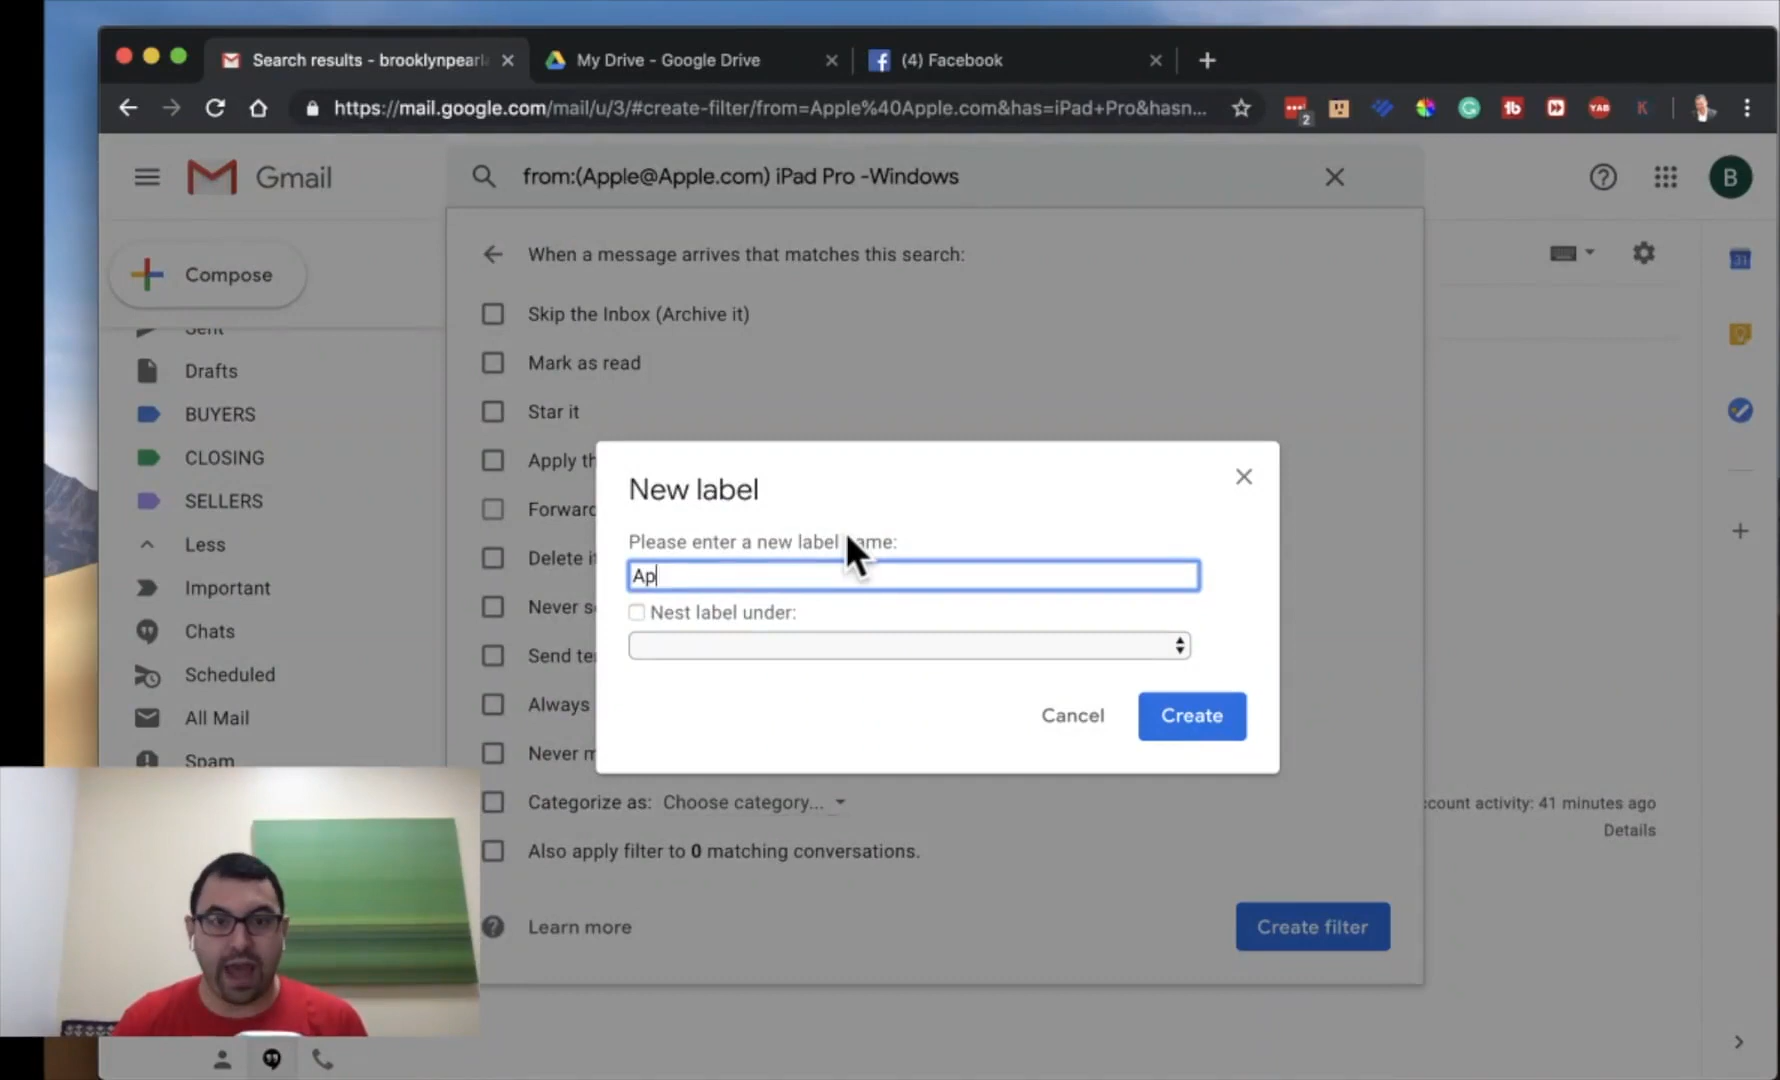 Search results - brooklynpearl
My Drive - Google Drive
(4) Facebook
https://mail.google.com/mail/u/3/#create-filter/from=Apple%40Apple.com&has=iPad+Pro&hasn...
2
tb
YAB
K
Gmail
from:(Apple@Apple.com) iPad Pro -Windows
B
Compose
When a message arrives that matches this search:
31
Skip the Inbox (Archive it)
Sent
Mark as read
Drafts
Star it
BUYERS
Apply th
CLOSING
New label
SELLERS
Forward
Please enter a new label name:
Less
Delete i
Ap
Important
Never s
Nest label under:
Chats
Send te
Scheduled
Always
Cancel
Create
All Mail
Never m
Spam
Categorize as: Choose category...
count activity: 41 minutes ago
Details
Also apply filter to 0 matching conversations.
Learn more
Create filter